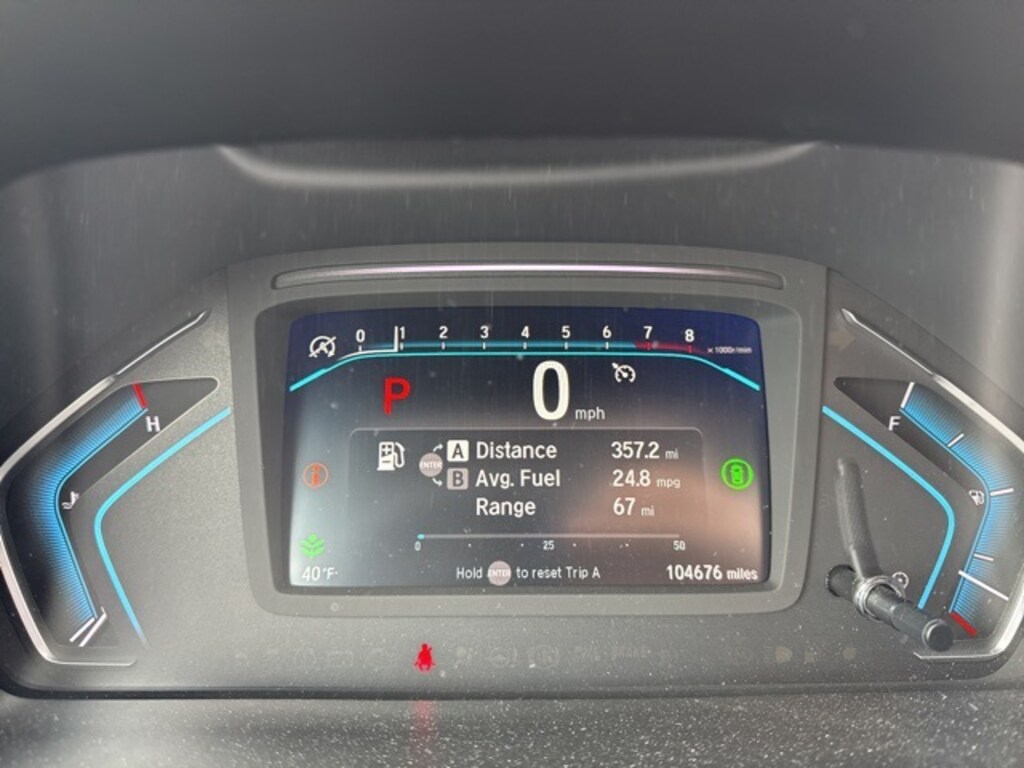 0 1 2 3 4 5 6 7 8 x 1000r/min
P
0 mph
H
F
A Distance 357.2 mi
ENTER
B Avg. Fuel 24.8 mpg
Range 67 mi
0 25 50
40°F
Hold ENTER to reset Trip A
104676 miles